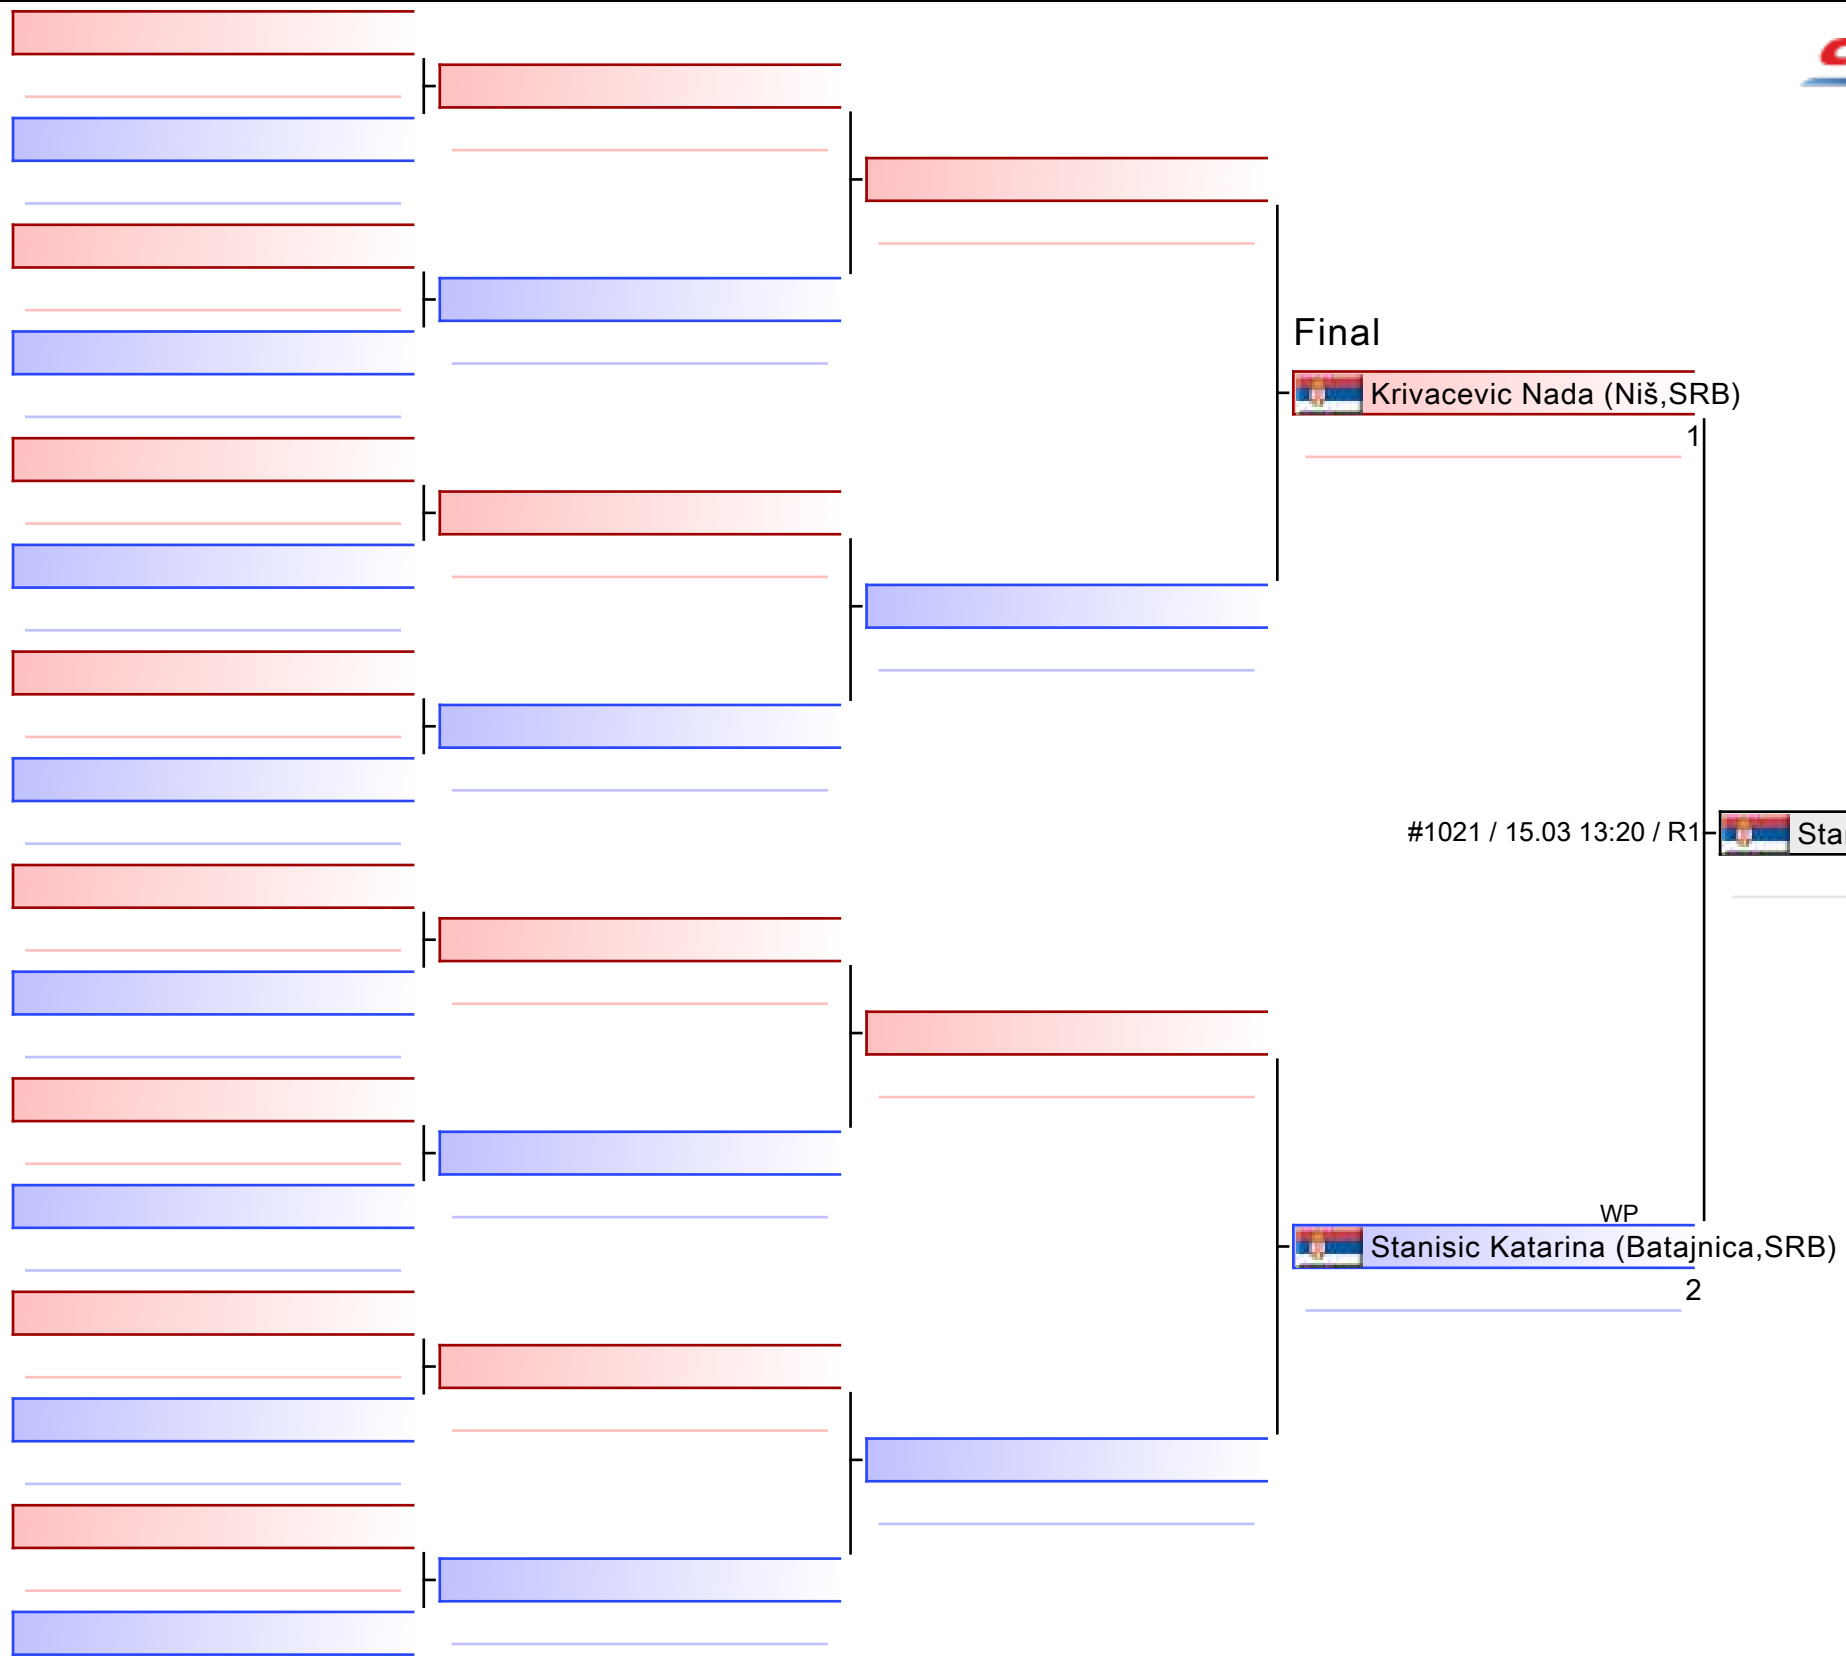 Final
Krivacevic Nada (Niš,SRB)
1
#1021 / 15.03 13:20 / R1
WP
Stanisic Katarina (Batajnica,SRB)
2